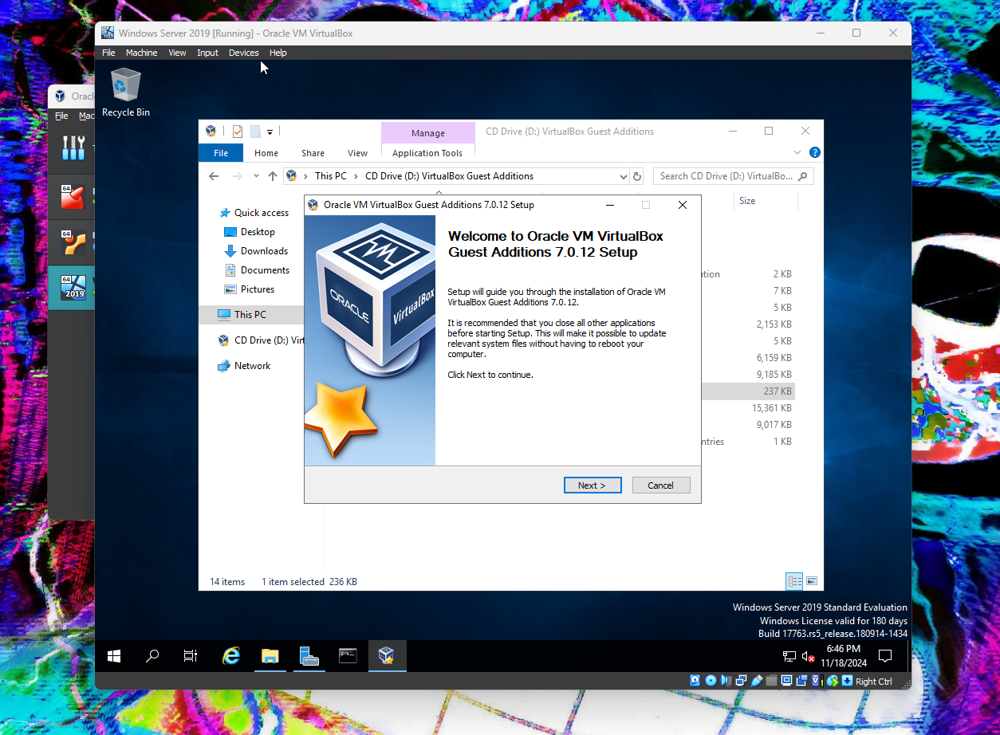 Windows Server 2019 [Running] - Oracle VM VirtualBox
File Machine View Input Devices Help
Recycle Bin
Oracl
File Mac
64
64
64
2019
Manage
CD Drive (D:) VirtualBox Guest Additions
File Home Share View Application Tools
This PC > CD Drive (D:) VirtualBox Guest Additions
Search CD Drive (D:) VirtualBo...
Size
Quick access
Desktop
Downloads
Documents
Pictures
This PC
CD Drive (D:) Virt
Network
ation 2 KB
7 KB
5 KB
2,153 KB
5 KB
6,159 KB
9,185 KB
237 KB
15,361 KB
9,017 KB
ntries 1 KB
Oracle VM VirtualBox Guest Additions 7.0.12 Setup
ORACLE
VirtualBox
Welcome to Oracle VM VirtualBox
Guest Additions 7.0.12 Setup
Setup will guide you through the installation of Oracle VM
VirtualBox Guest Additions 7.0.12.
It is recommended that you close all other applications
before starting Setup. This will make it possible to update
relevant system files without having to reboot your
computer.
Click Next to continue.
Next >
Cancel
14 items
1 item selected 236 KB
Windows Server 2019 Standard Evaluation
Windows License valid for 180 days
Build 17763.rs5_release.180914-1434
6:46 PM
11/18/2024
Right Ctrl